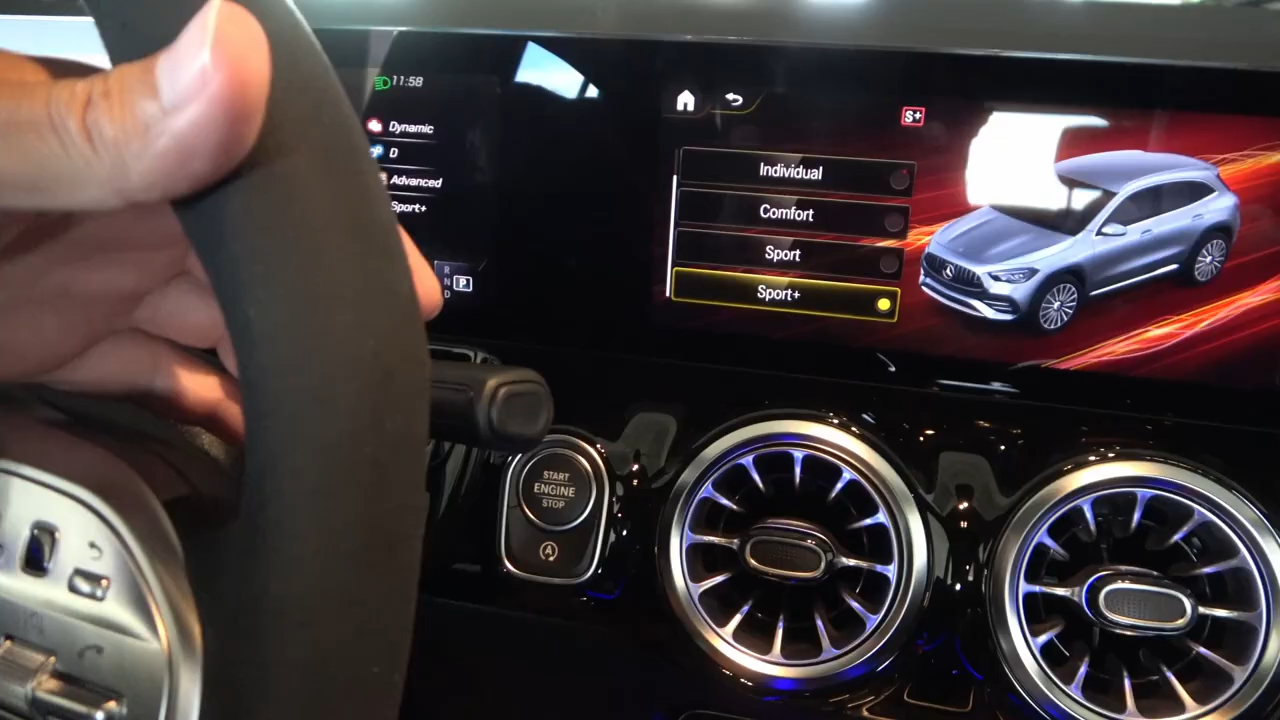 11:58
Dynamic
D
Advanced
Sport+
R
N
D
P
S+
Individual
Comfort
Sport
Sport+
START
ENGINE
STOP
A